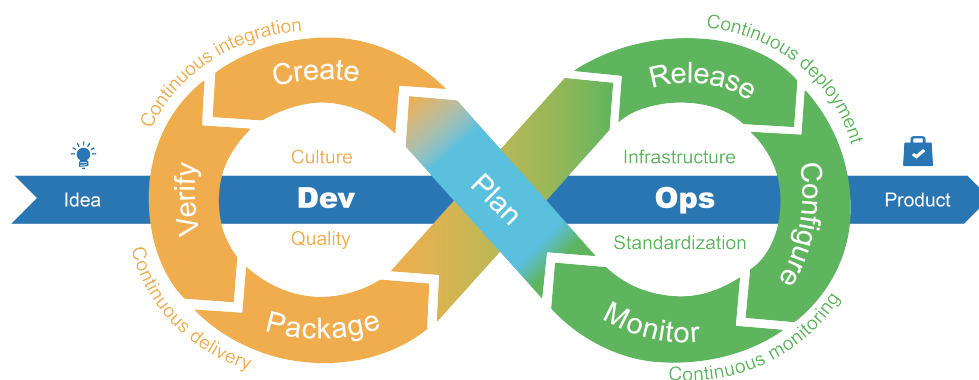 Continuous integration
Create
Release
Continuous deployment
Culture
Infrastructure
Idea
Verify
Dev
Plan
Ops
Configure
Product
Quality
Standardization
Continuous delivery
Package
Monitor
Continuous monitoring